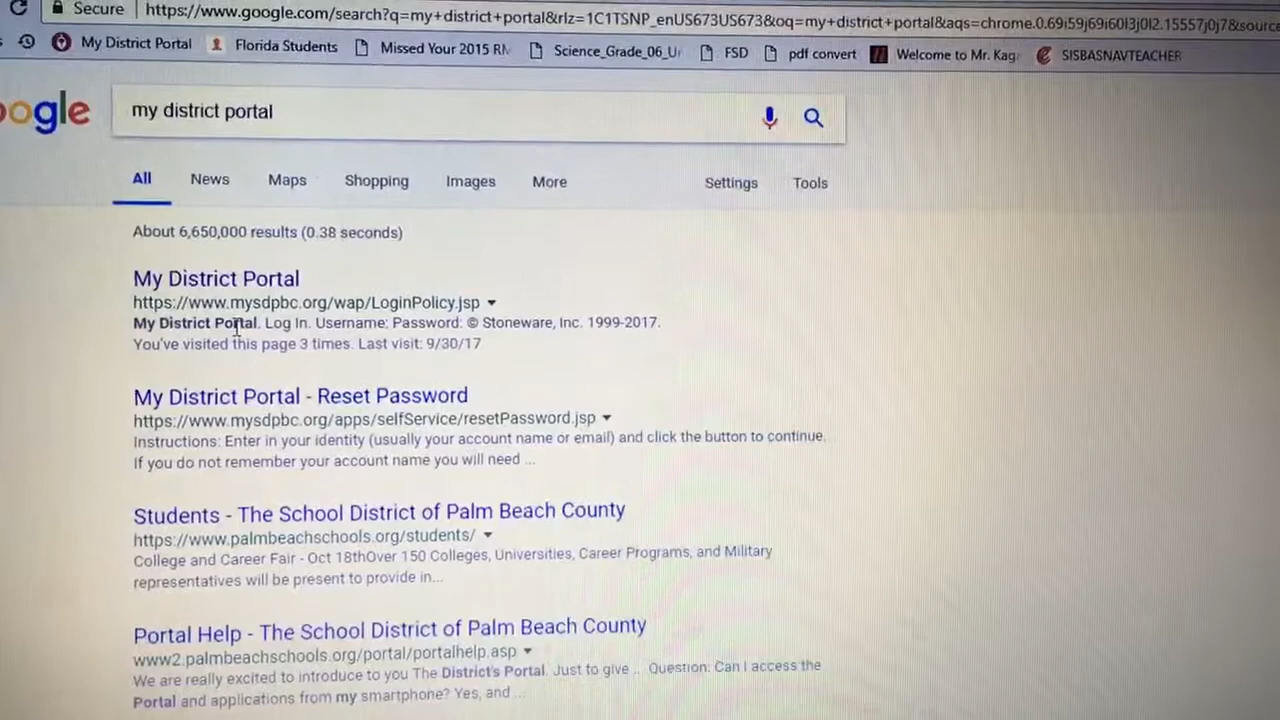 Secure https://www.google.com/search?q=my+district+portal&rlz=1C1TSNP_enUS673US673&oq=my+district+portal&aqs=chrome.0.69i59j69i60l3j0l2.15557j0j7&source
My District Portal Florida Students Missed Your 2015 RM Science_Grade_06_U FSD pdf convert Welcome to Mr. Kag SISBASNAVTEACHER
oogle my district portal
All News Maps Shopping Images More Settings Tools
About 6,650,000 results (0.38 seconds)
My District Portal
https://www.mysdpbc.org/wap/LoginPolicy.jsp
My District Portal. Log In. Username: Password: © Stoneware, Inc. 1999-2017.
You've visited this page 3 times. Last visit: 9/30/17
My District Portal - Reset Password
https://www.mysdpbc.org/apps/selfService/resetPassword.jsp
Instructions: Enter in your identity (usually your account name or email) and click the button to continue.
If you do not remember your account name you will need ...
Students - The School District of Palm Beach County
https://www.palmbeachschools.org/students/
College and Career Fair - Oct 18thOver 150 Colleges, Universities, Career Programs, and Military
representatives will be present to provide in...
Portal Help - The School District of Palm Beach County
www2.palmbeachschools.org/portal/portalhelp.asp
We are really excited to introduce to you The District's Portal. Just to give ... Question: Can I access the
Portal and applications from my smartphone? Yes, and ...